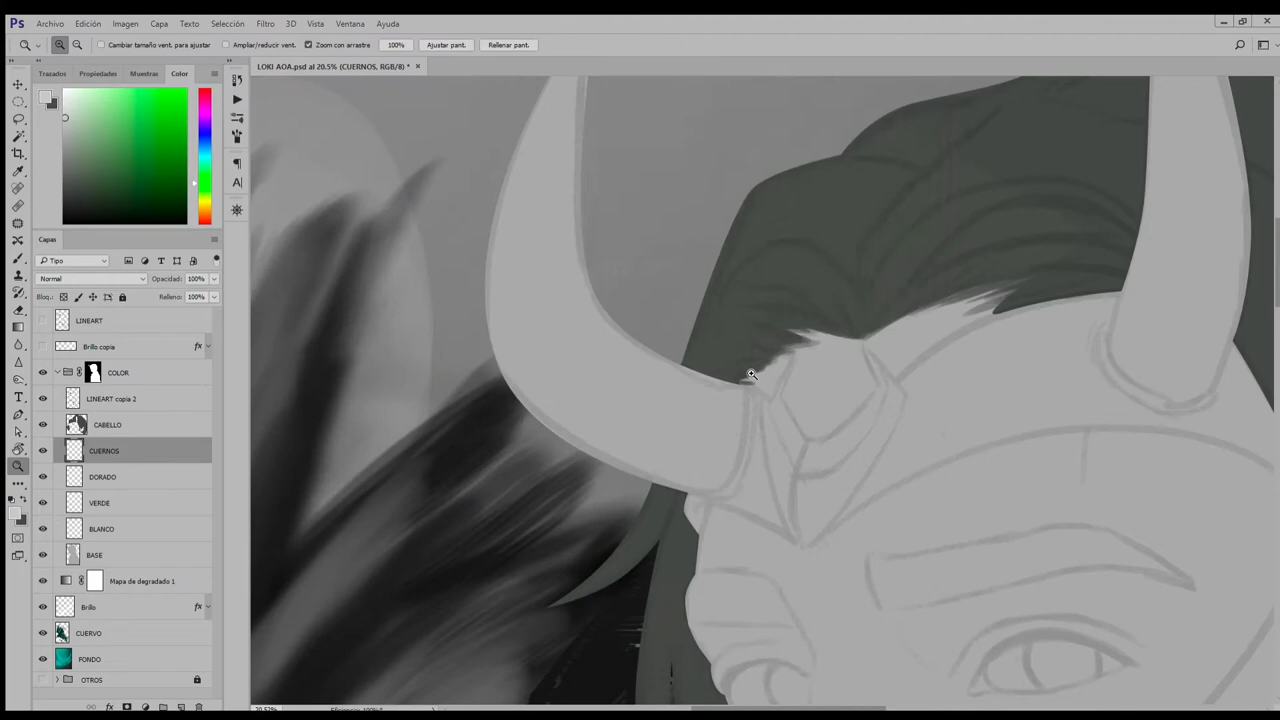 Ps Archivo Edición Imagen Capa Texto Selección Filtro 3D Vista Ventana Ayuda
Cambiar tamaño vent. para ajustar Ampliar/reducir vent. Zoom con arrastre 100% Ajustar pant. Rellenar pant.
LOKI AOA.psd al 20.5% (CUERNOS, RGB/8) * ×
Trazados Propiedades Muestras Color
Capas
Tipo
Normal Opacidad: 100%
Bloq.: Relleno: 100%
LINEART
Brillo copia fx
COLOR
LINEART copia 2
CABELLO
CUERNOS
DORADO
VERDE
BLANCO
BASE
Mapa de degradado 1
Brillo fx
CUERVO
FONDO
OTROS